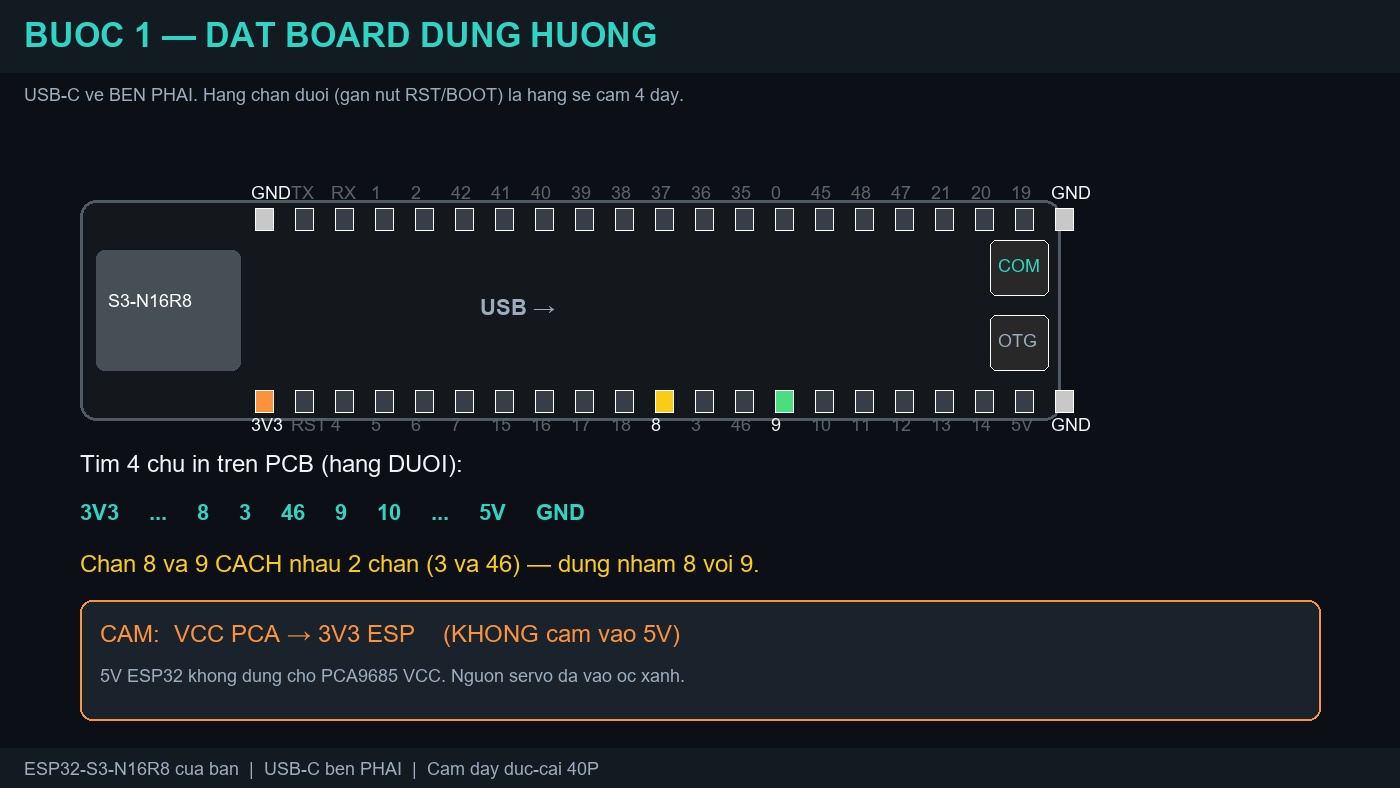 BUOC 1 — DAT BOARD DUNG HUONG
USB-C ve BEN PHAI. Hang chan duoi (gan nut RST/BOOT) la hang se cam 4 day.
GND TX RX 1 2 42 41 40 39 38 37 36 35 0 45 48 47 21 20 19 GND
COM
S3-N16R8
USB →
OTG
3V3 RST 4 5 6 7 15 16 17 18 8 3 46 9 10 11 12 13 14 5V GND
Tim 4 chu in tren PCB (hang DUOI):
3V3 ... 8 3 46 9 10 ... 5V GND
Chan 8 va 9 CACH nhau 2 chan (3 va 46) — dung nham 8 voi 9.
CAM: VCC PCA → 3V3 ESP (KHONG cam vao 5V)
5V ESP32 khong dung cho PCA9685 VCC. Nguon servo da vao oc xanh.
ESP32-S3-N16R8 cua ban | USB-C ben PHAI | Cam day duc-cai 40P